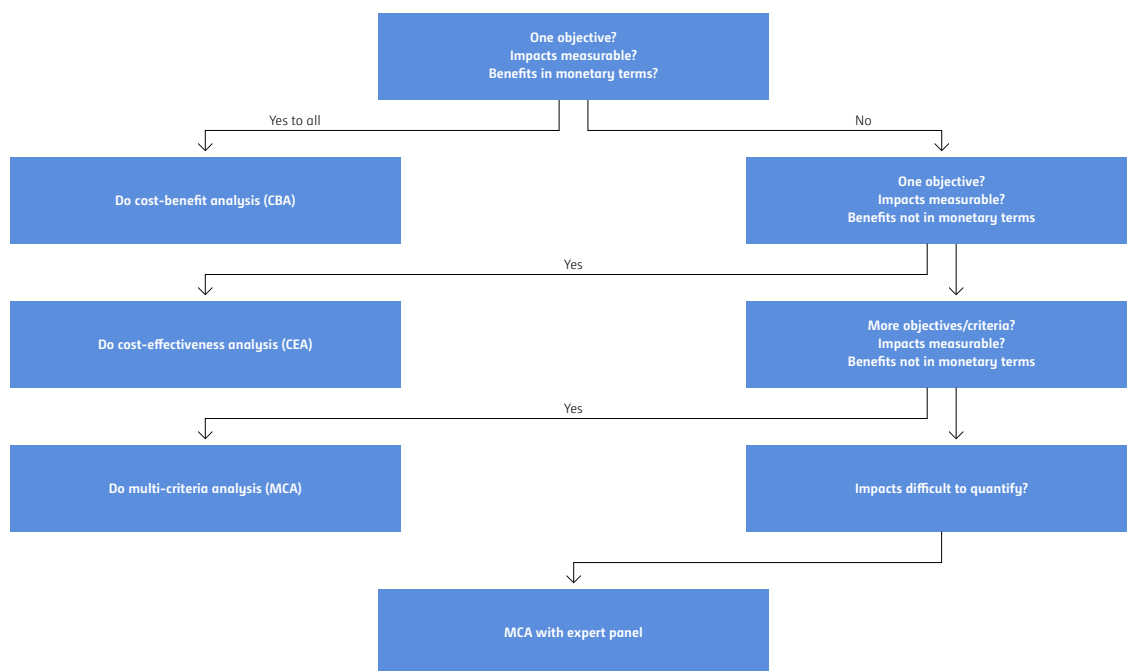 One objective?
Impacts measurable?
Benefits in monetary terms?
Yes to all
No
Do cost-benefit analysis (CBA)
One objective?
Impacts measurable?
Benefits not in monetary terms
Yes
Do cost-effectiveness analysis (CEA)
More objectives/criteria?
Impacts measurable?
Benefits not in monetary terms
Yes
Do multi-criteria analysis (MCA)
Impacts difficult to quantify?
MCA with expert panel